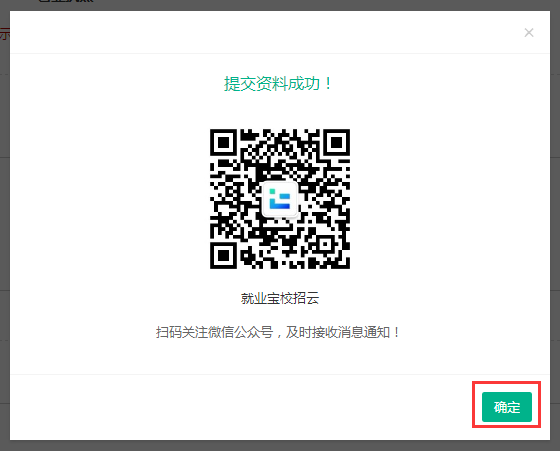 ×
提交资料成功！
就业宝校招云
扫码关注微信公众号，及时接收消息通知！
确定